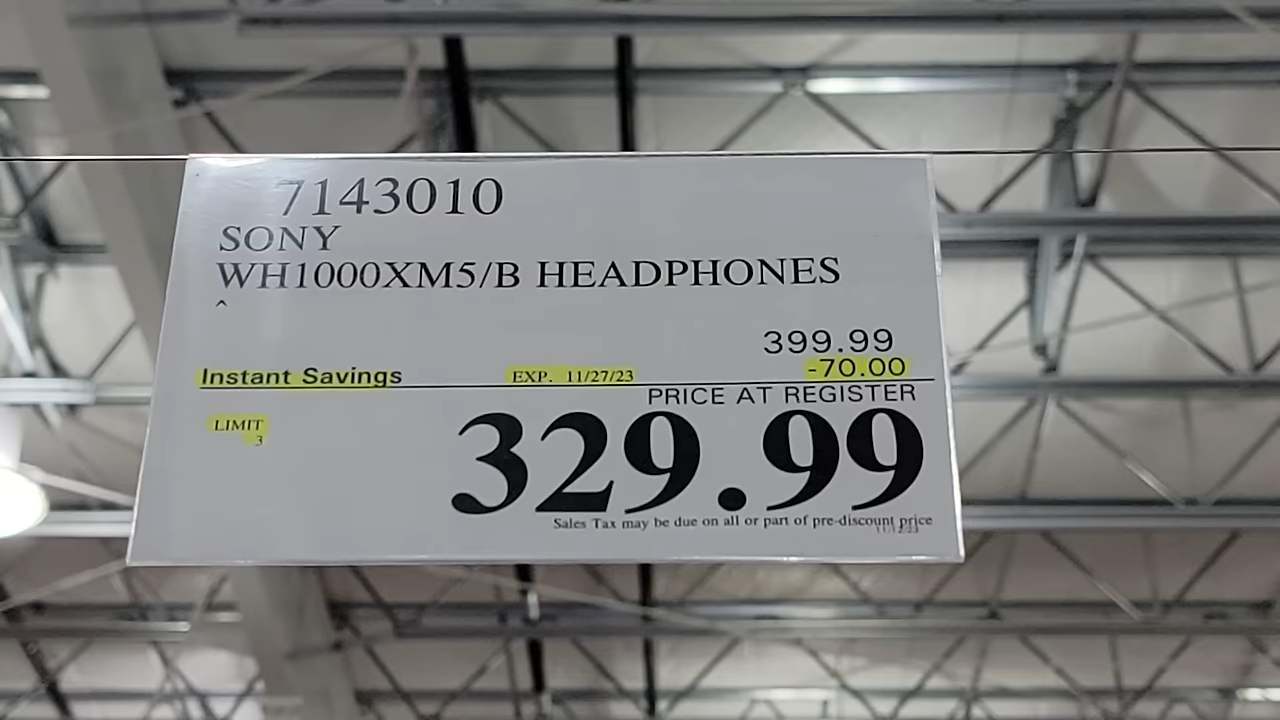 7143010
SONY
WH1000XM5/B HEADPHONES
^
399.99
Instant Savings EXP. 11/27/23 -70.00
PRICE AT REGISTER
LIMIT
3
329.99
Sales Tax may be due on all or part of pre-discount price